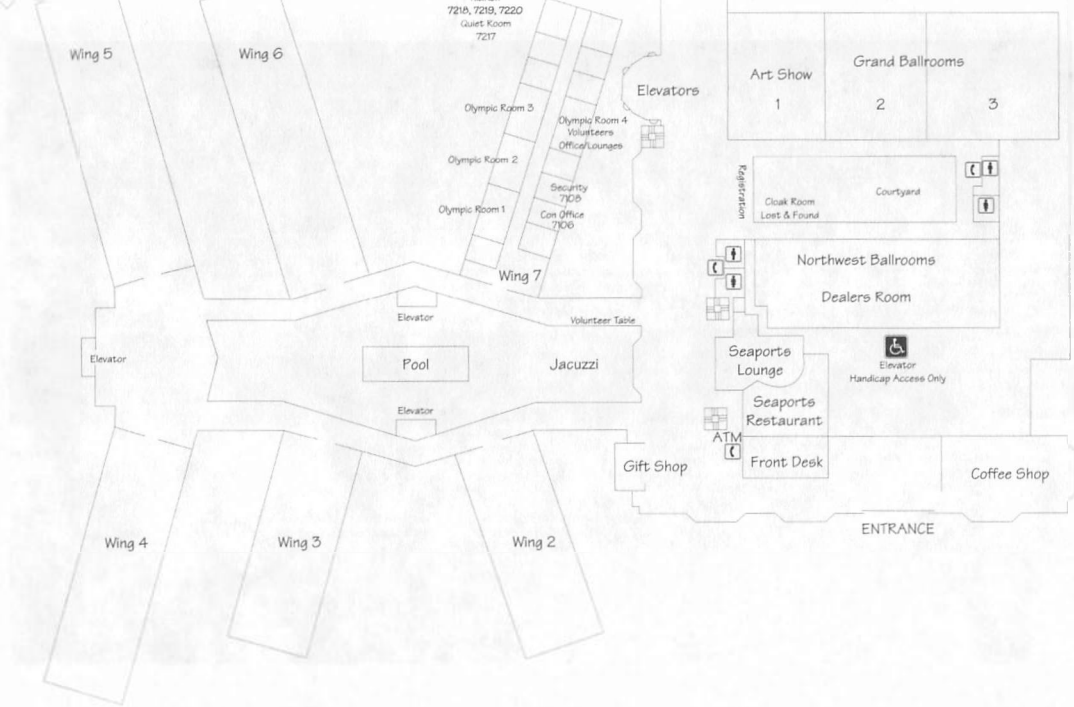 7218, 7219, 7220
Quiet Room
7217
Wing 5
Wing 6
Olympic Room 3
Olympic Room 4
Volunteers
Office/Lounges
Olympic Room 2
Security
7105
Olympic Room 1
Con Office
7106
Wing 7
Elevators
Art Show
1
Grand Ballrooms
2
3
Registration
Courtyard
Cloak Room
Lost & Found
Northwest Ballrooms
Dealers Room
Elevator
Volunteer Table
Elevator
Pool
Jacuzzi
Seaports
Lounge
Elevator
Handicap Access Only
Elevator
Seaports
Restaurant
ATM
Front Desk
Gift Shop
Coffee Shop
ENTRANCE
Wing 4
Wing 3
Wing 2